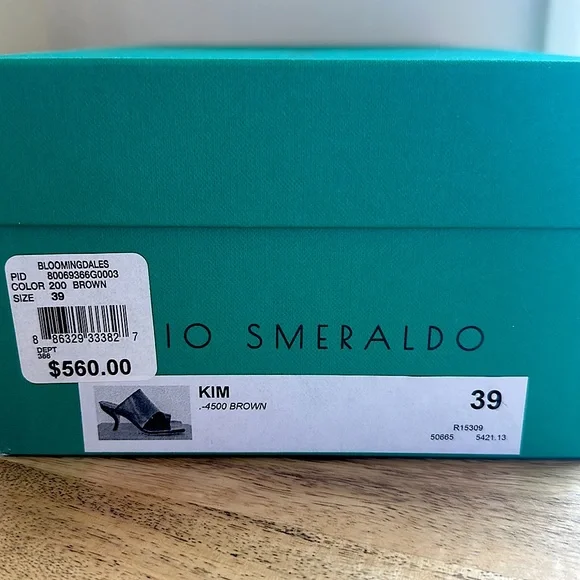 BLOOMINGDALES
PID 80069366G0003
COLOR 200 BROWN
SIZE 39
8 86329 33382 7
DEPT
366
$560.00
IO SMERALDO
KIM
.-4500 BROWN
39
R15309
50665 5421.13